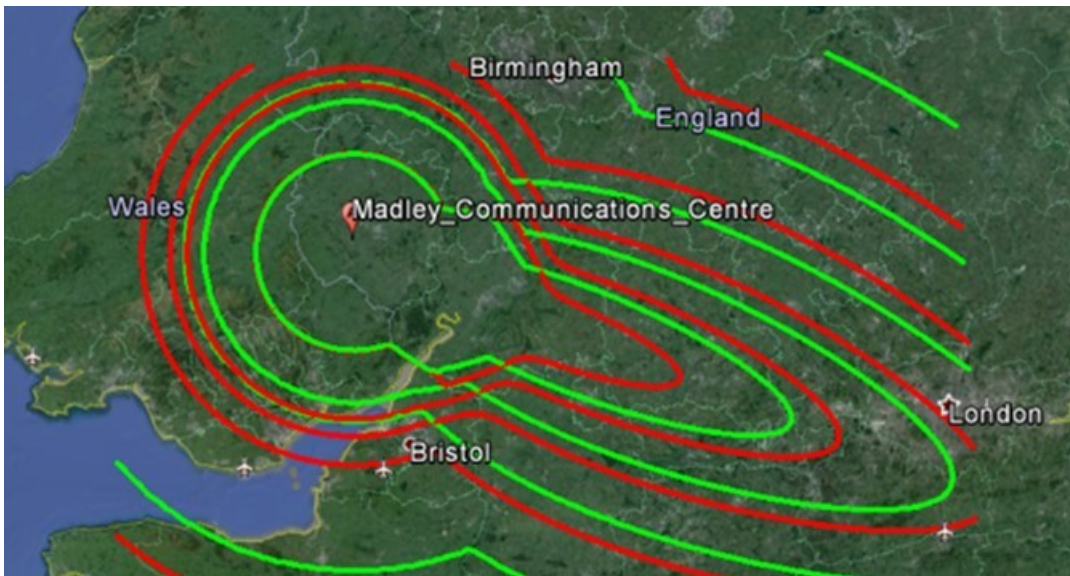 Birmingham
England
Wales
Madley_Communications_Centre
London
Bristol